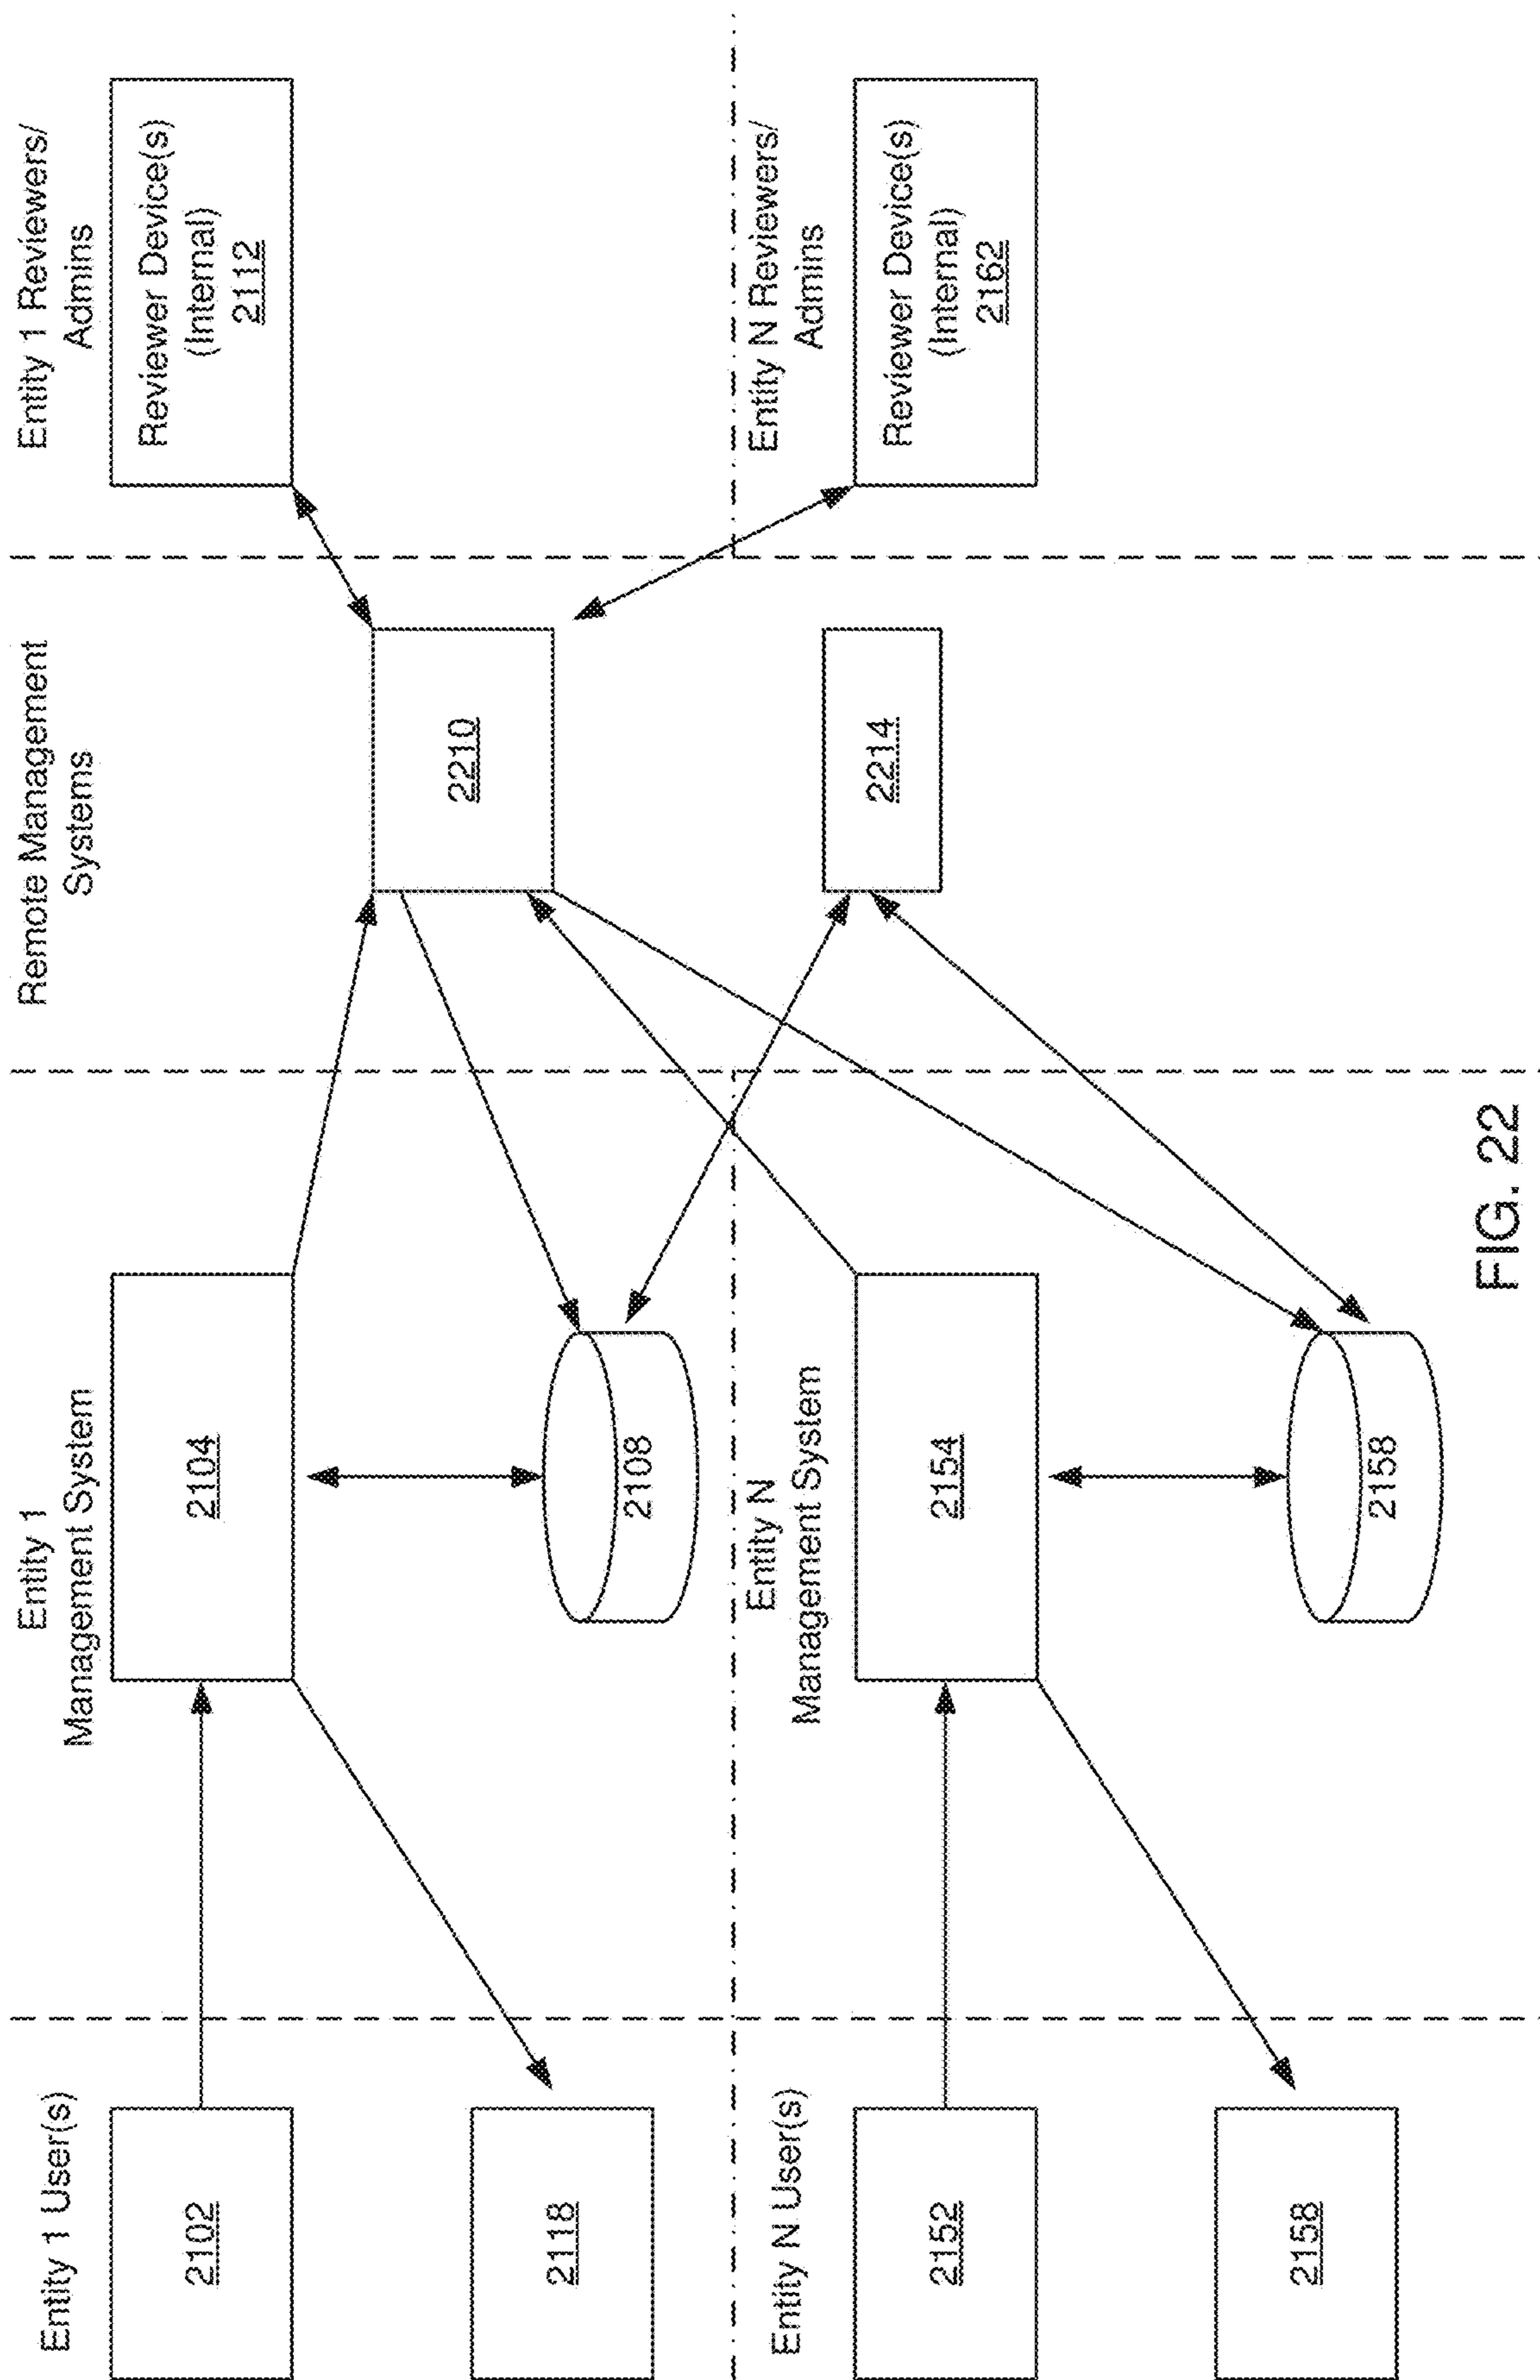 Entity 1 User(s)
2102
2118
Entity 1
Management System
2104
2108
Remote Management
Systems
2210
2214
Entity 1 Reviewers/
Admins
Reviewer Device(s)
(Internal)
2112
Entity N User(s)
2152
2158
Entity N
Management System
2154
2158
Entity N Reviewers/
Admins
Reviewer Device(s)
(Internal)
2162
FIG. 22